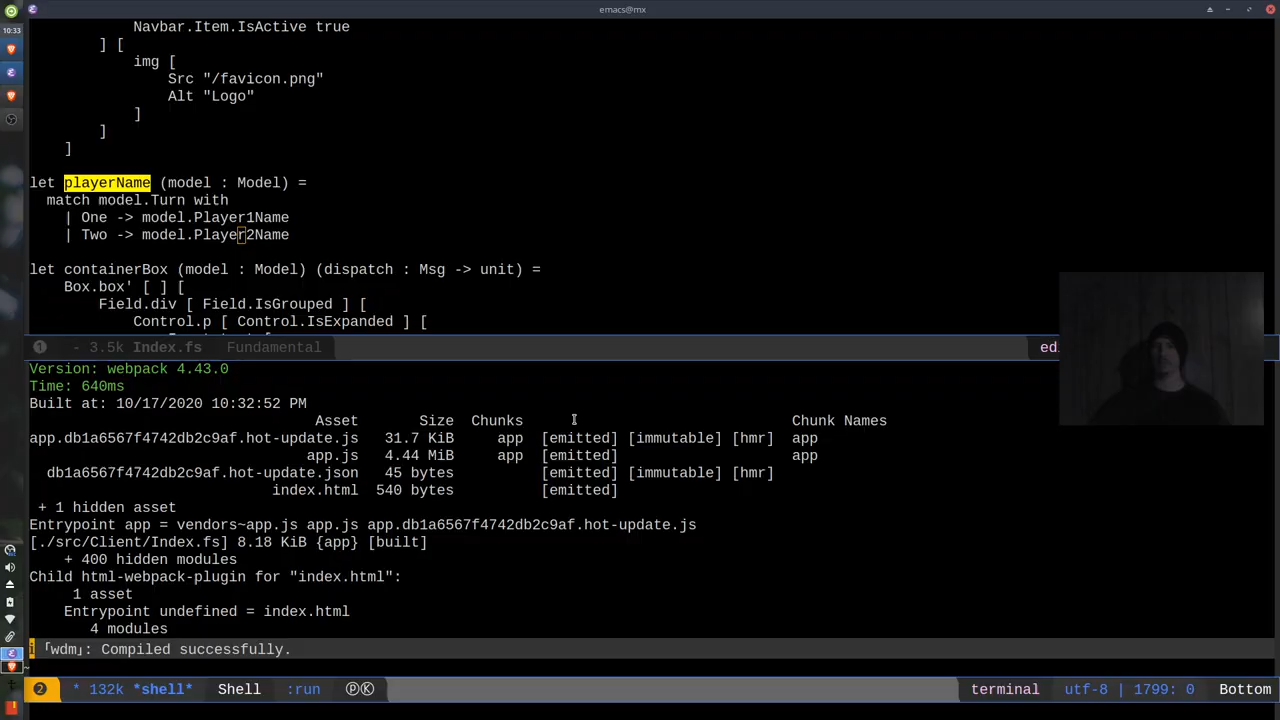 emacs@mx
10:33
Navbar.Item.IsActive true
] [
img [
Src "/favicon.png"
Alt "Logo"
]
]
]
let playerName (model : Model) =
match model.Turn with
| One -> model.Player1Name
| Two -> model.Player2Name
let containerBox (model : Model) (dispatch : Msg -> unit) =
Box.box' [ ] [
Field.div [ Field.IsGrouped ] [
Control.p [ Control.IsExpanded ] [
❶ - 3.5k Index.fs Fundamental
Version: webpack 4.43.0
Time: 640ms
Built at: 10/17/2020 10:32:52 PM
Asset Size Chunks Chunk Names
app.db1a6567f4742db2c9af.hot-update.js 31.7 KiB app [emitted] [immutable] [hmr] app
app.js 4.44 MiB app [emitted] app
db1a6567f4742db2c9af.hot-update.json 45 bytes [emitted] [immutable] [hmr]
index.html 540 bytes [emitted]
+ 1 hidden asset
Entrypoint app = vendors~app.js app.js app.db1a6567f4742db2c9af.hot-update.js
[./src/Client/Index.fs] 8.18 KiB {app} [built]
+ 400 hidden modules
Child html-webpack-plugin for "index.html":
1 asset
Entrypoint undefined = index.html
4 modules
i ｢wdm｣: Compiled successfully.
❷ * 132k *shell* Shell :run ⓟⓀ terminal utf-8 | 1799: 0 Bottom